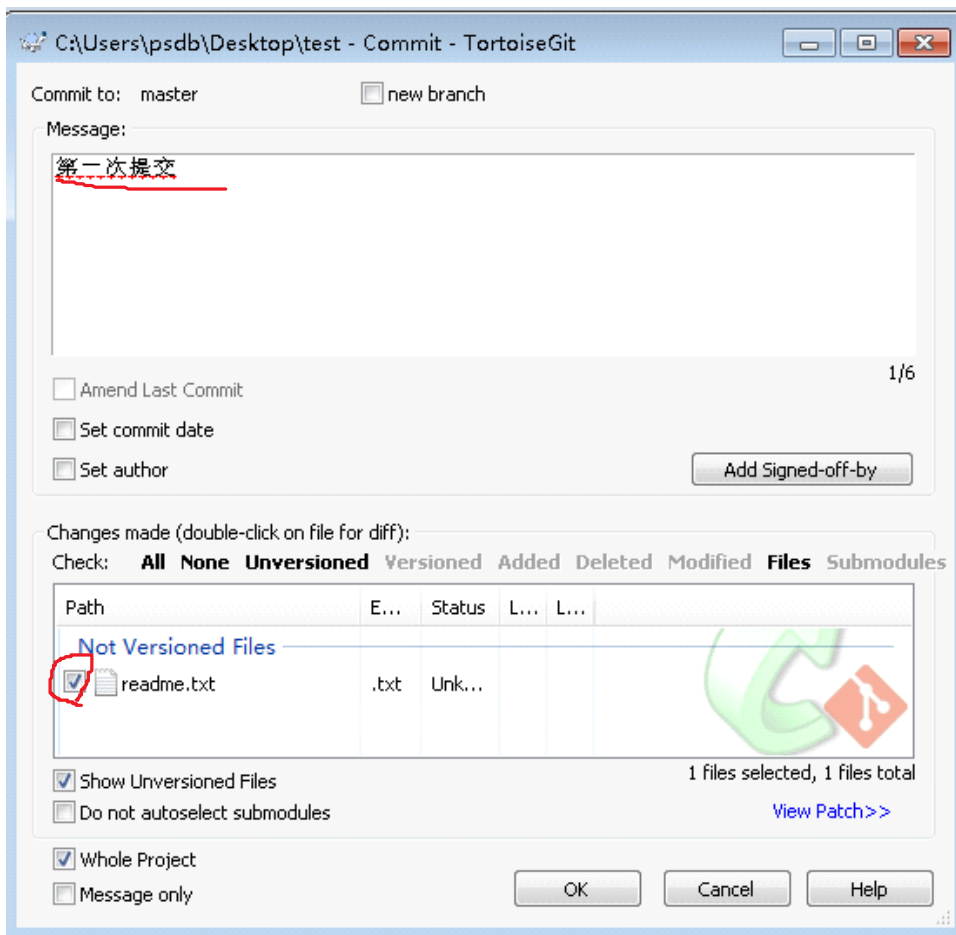 C:\Users\psdb\Desktop\test - Commit - TortoiseGit
Commit to: master new branch
Message:
第一次提交
1/6
Amend Last Commit
Set commit date
Set author Add Signed-off-by
Changes made (double-click on file for diff):
Check: All None Unversioned Versioned Added Deleted Modified Files Submodules
Path E... Status L... L...
Not Versioned Files
readme.txt .txt Unk...
Show Unversioned Files 1 files selected, 1 files total
Do not autoselect submodules View Patch>>
Whole Project
Message only OK Cancel Help